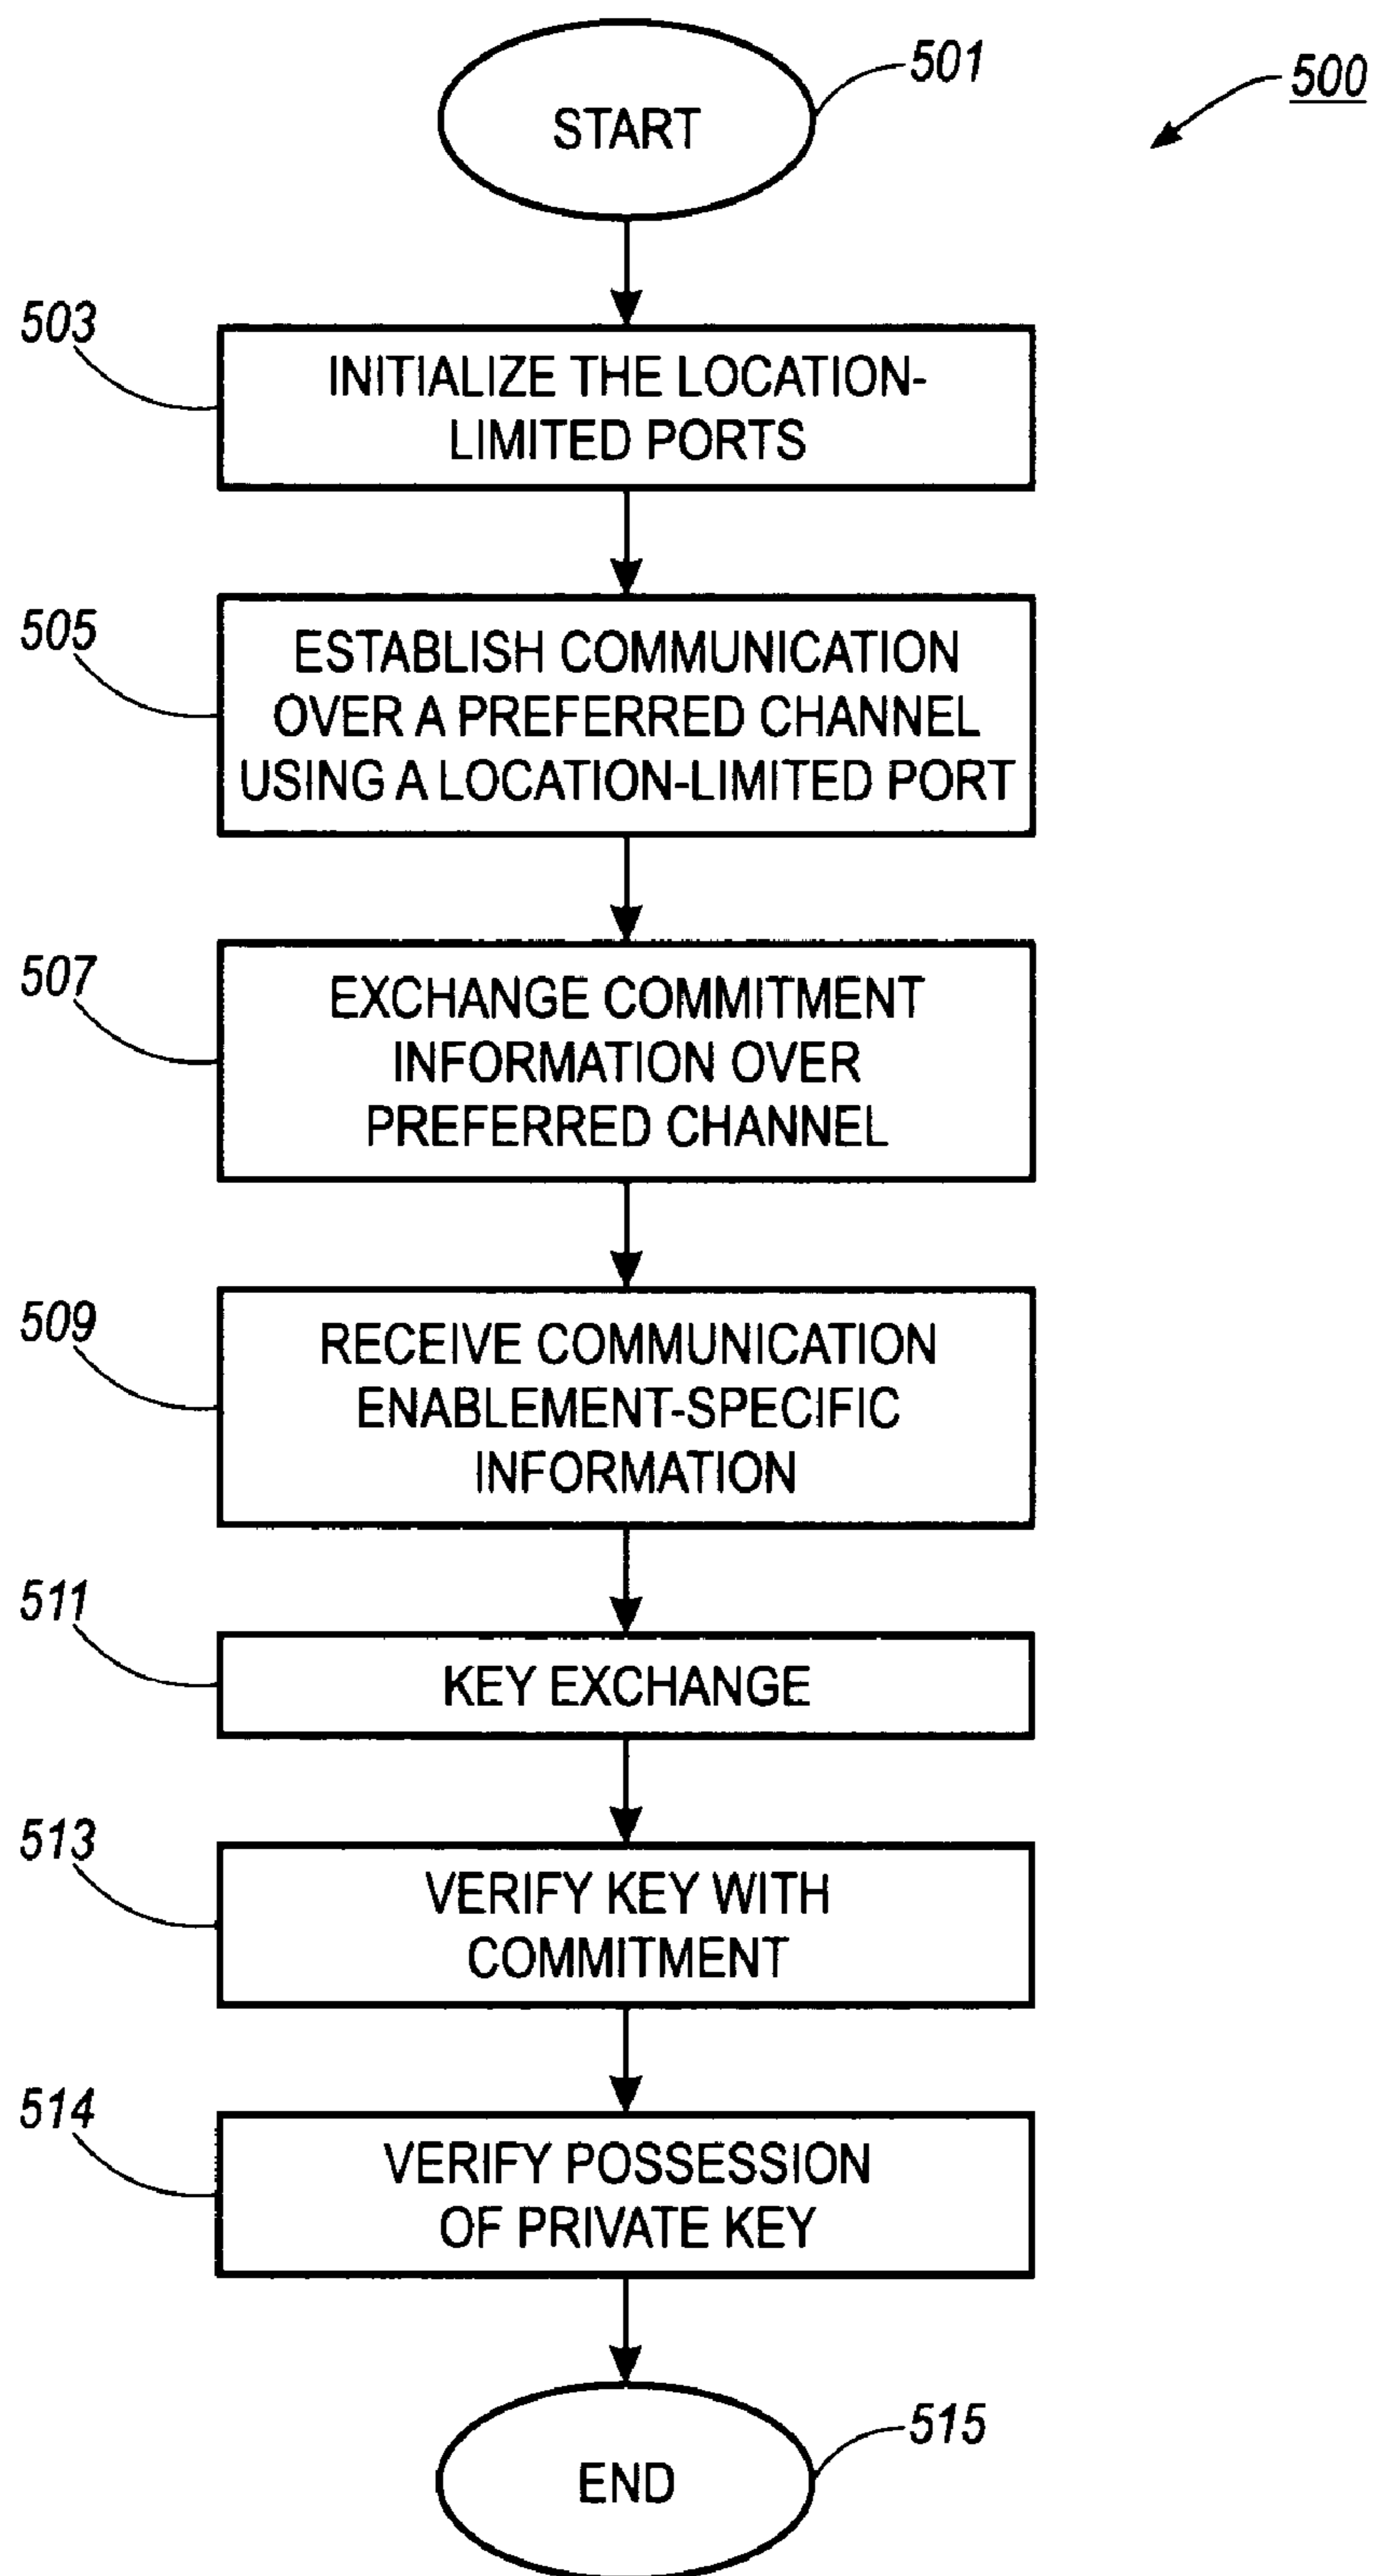 501
500
START
503
INITIALIZE THE LOCATION-
LIMITED PORTS
505
ESTABLISH COMMUNICATION
OVER A PREFERRED CHANNEL
USING A LOCATION-LIMITED PORT
507
EXCHANGE COMMITMENT
INFORMATION OVER
PREFERRED CHANNEL
509
RECEIVE COMMUNICATION
ENABLEMENT-SPECIFIC
INFORMATION
511
KEY EXCHANGE
513
VERIFY KEY WITH
COMMITMENT
514
VERIFY POSSESSION
OF PRIVATE KEY
515
END